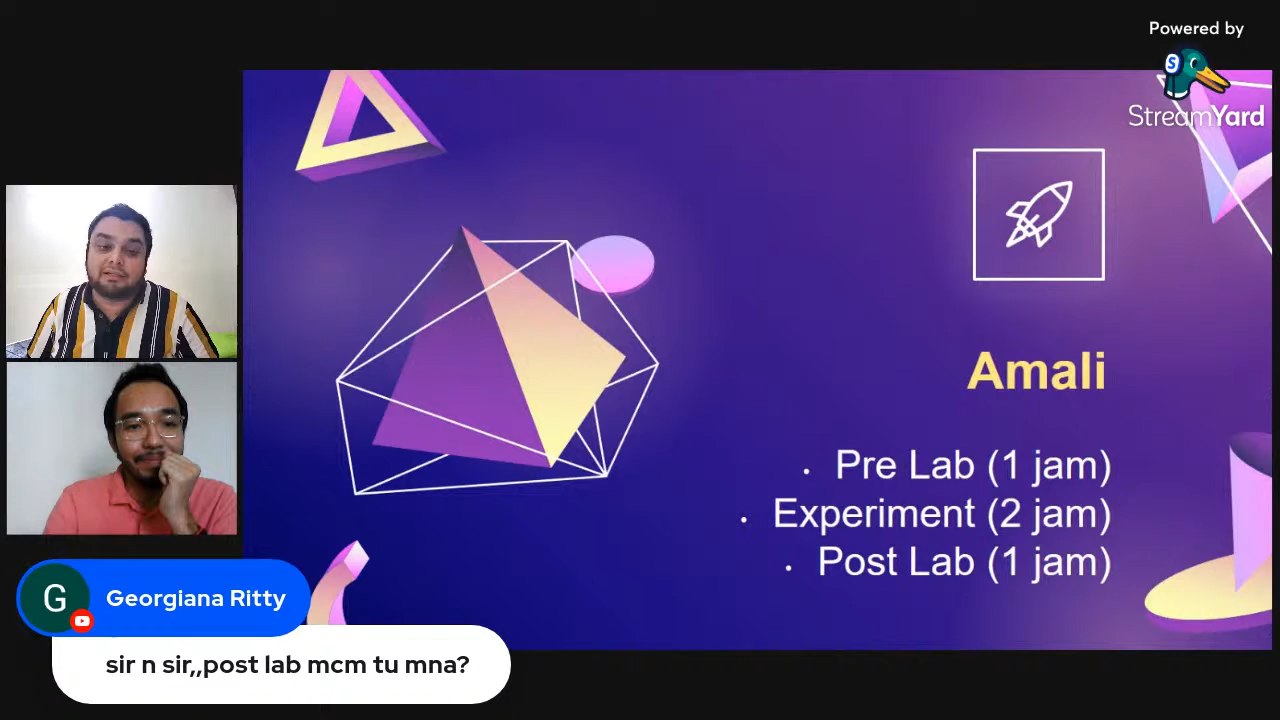 Powered by
StreamYard
Amali
Pre Lab (1 jam)
Experiment (2 jam)
Post Lab (1 jam)
G
Georgiana Ritty
sir n sir,,post lab mcm tu mna?